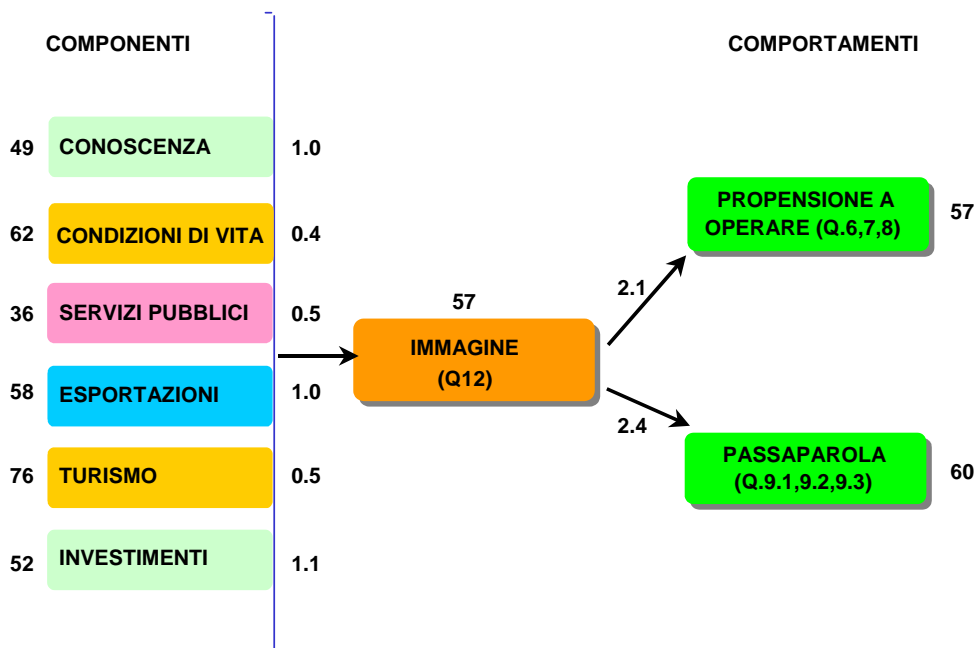 COMPONENTI
COMPORTAMENTI
49 CONOSCENZA 1.0
62 CONDIZIONI DI VITA 0.4
36 SERVIZI PUBBLICI 0.5
58 ESPORTAZIONI 1.0
76 TURISMO 0.5
52 INVESTIMENTI 1.1
57
IMMAGINE
(Q12)
2.1
2.4
PROPENSIONE A
OPERARE (Q.6,7,8)
57
PASSAPAROLA
(Q.9.1,9.2,9.3)
60